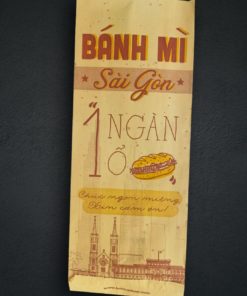 BÁNH MÌ
Sài Gòn
"1 NGÀN
Ổ
Chúc ngon miệng
Xin cảm ơn!